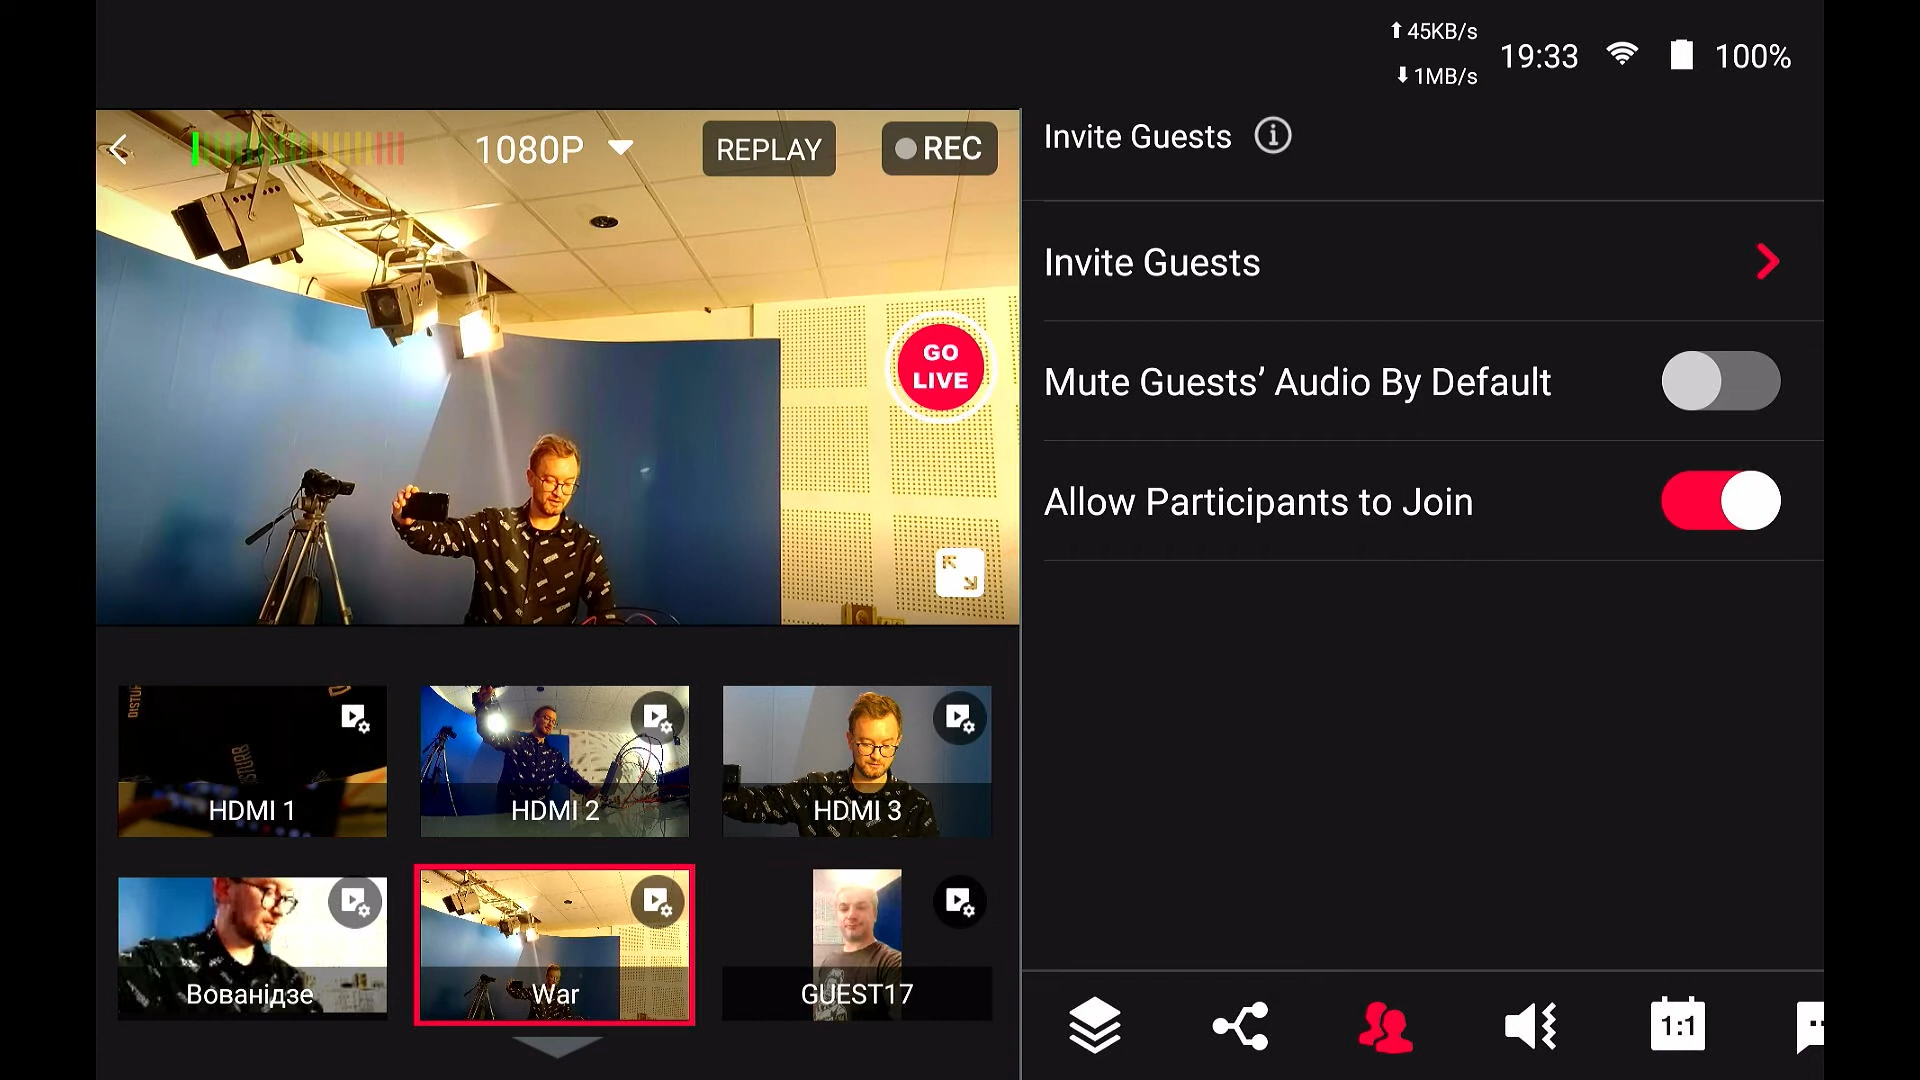 45KB/s
1MB/s
19:33
100%
1080P
REPLAY
REC
GO
LIVE
HDMI 1
HDMI 2
HDMI 3
Вованідзе
War
GUEST17
Invite Guests
Invite Guests
Mute Guests’ Audio By Default
Allow Participants to Join
1:1